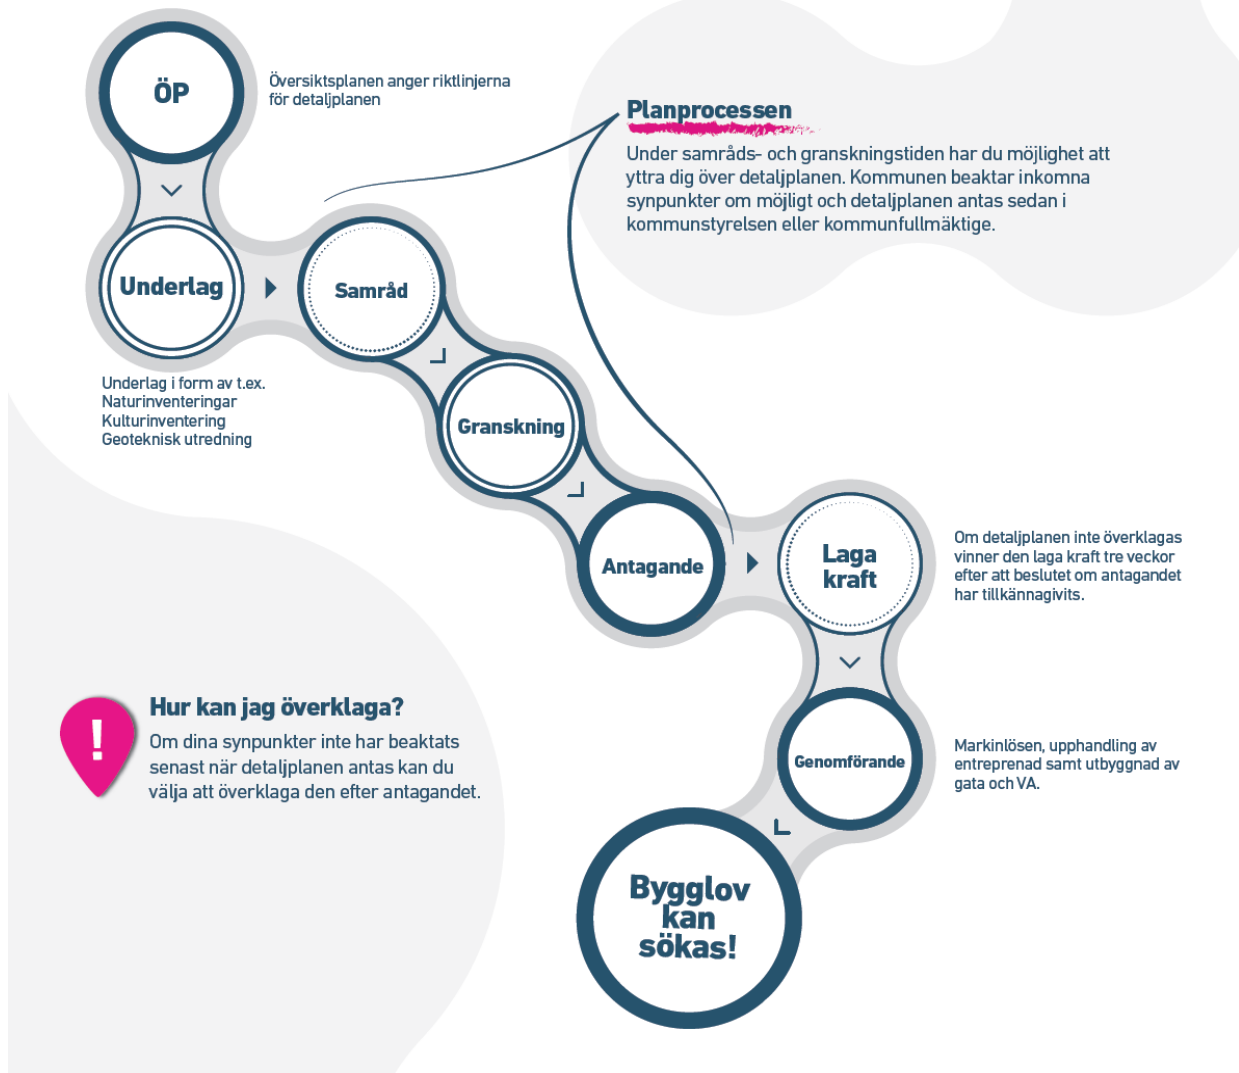 ÖP
Översiktsplanen anger riktlinjerna
för detaljplanen
Planprocessen
Under samråds- och granskningstiden har du möjlighet att
yttra dig över detaljplanen. Kommunen beaktar inkomna
synpunkter om möjligt och detaljplanen antas sedan i
kommunstyrelsen eller kommunfullmäktige.
Underlag
Samråd
Underlag i form av t.ex.
Naturinventeringar
Kulturinventering
Geoteknisk utredning
Granskning
Antagande
Laga
kraft
Om detaljplanen inte överklagas
vinner den laga kraft tre veckor
efter att beslutet om antagandet
har tillkännagivits.
Hur kan jag överklaga?
Om dina synpunkter inte har beaktats
senast när detaljplanen antas kan du
välja att överklaga den efter antagandet.
!
Genomförande
Markinlösen, upphandling av
entreprenad samt utbyggnad av
gata och VA.
Bygglov
kan
sökas!